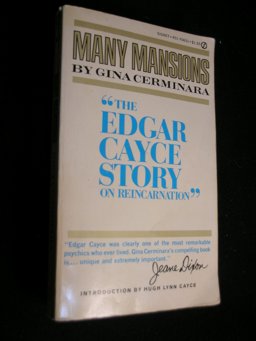 SIGNET
MANY MANSIONS
BY GINA CERMINARA
“THE
EDGAR
CAYCE
STORY
ON REINCARNATION”
"Edgar Cayce was clearly one of the most remarkable
psychics who ever lived. Gina Cerminara's compelling book
is... unique and extremely important."
Jeane Dixon
INTRODUCTION BY HUGH LYNN CAYCE